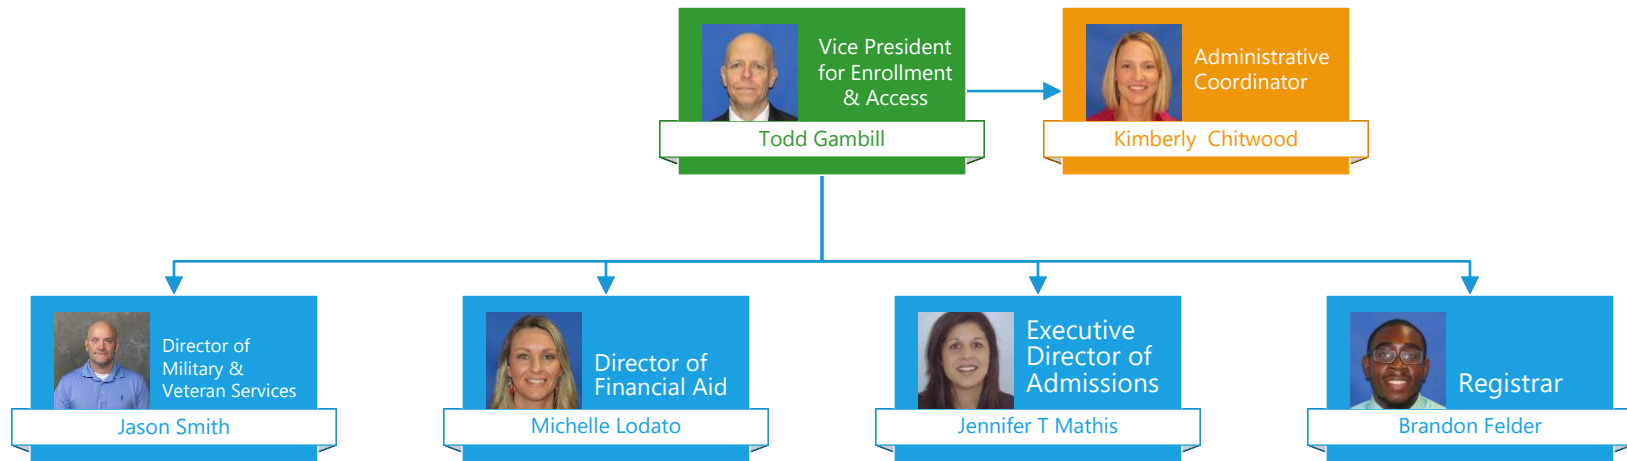 Vice President
for Enrollment
& Access
Todd Gambill
Administrative
Coordinator
Kimberly  Chitwood
Director of
Military &
Veteran Services
Jason Smith
Director of
Financial Aid
Michelle Lodato
Executive
Director of
Admissions
Jennifer T Mathis
Registrar
Brandon Felder